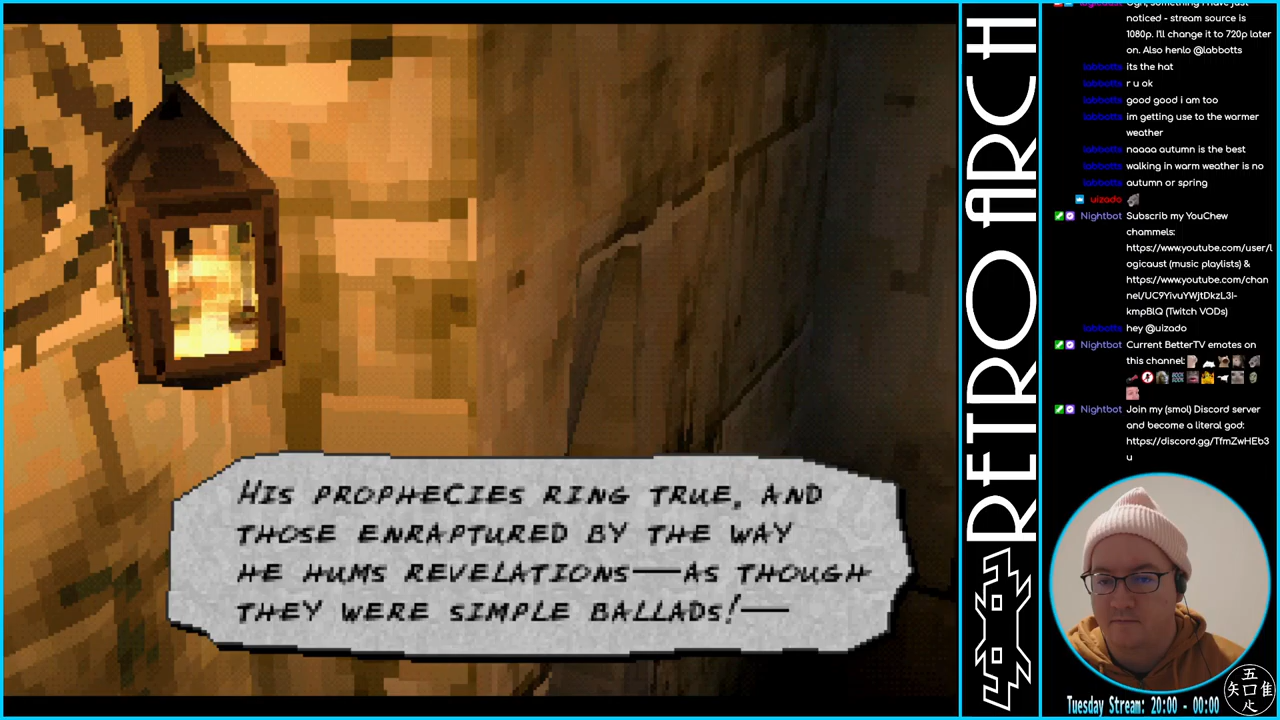 HIS PROPHECIES RING TRUE, AND
THOSE ENRAPTURED BY THE WAY
HE HUMS REVELATIONS——AS THOUGH
THEY WERE SIMPLE BALLADS!——
RETRO ARCH
Ugh, something I have just
noticed - stream source is
1080p. I'll change it to 720p later
on. Also henlo @labbotts
labbotts its the hat
labbotts r u ok
labbotts good good i am too
labbotts im getting use to the warmer
weather
labbotts naaaa autumn is the best
labbotts walking in warm weather is no
labbotts autumn or spring
uizado
Nightbot Subscrib my YouChew
chammels:
https://www.youtube.com/user/l
ogicaust (music playlists) &
https://www.youtube.com/chan
nel/UC9YivuYWjtDkzL3I-
kmpBlQ (Twitch VODs)
labbotts hey @uizado
Nightbot Current BetterTV emotes on
this channel:
Nightbot Join my (smol) Discord server
and become a literal god:
https://discord.gg/TfmZwHEb3
u
Tuesday Stream: 20:00 - 00:00